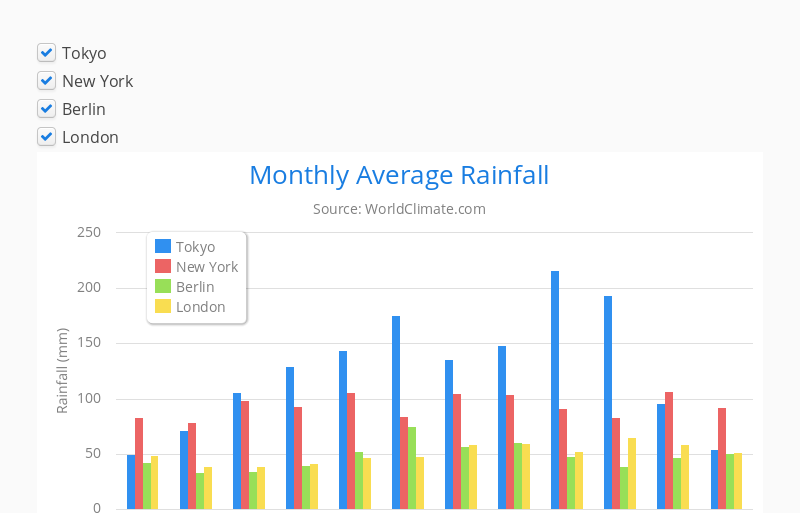 Tokyo
New York
Berlin
London
Monthly Average Rainfall
Source: WorldClimate.com
250
200
150
100
50
0
Rainfall (mm)
Tokyo
New York
Berlin
London